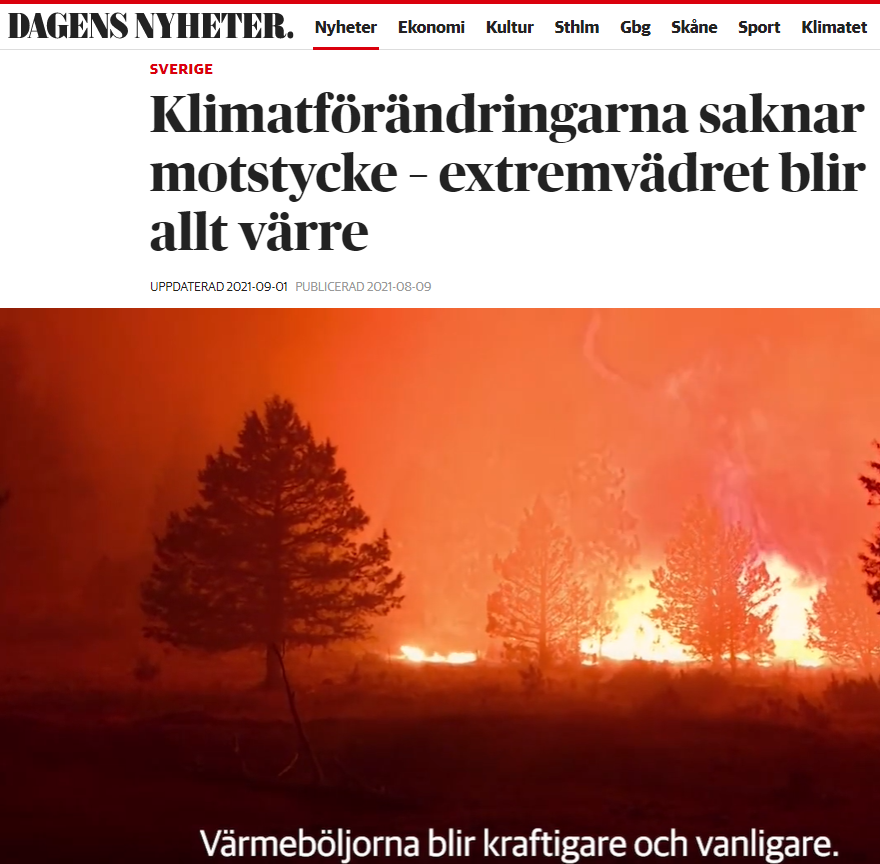 DAGENS NYHETER. Nyheter Ekonomi Kultur Sthlm Gbg Skåne Sport Klimatet
SVERIGE
Klimatförändringarna saknar
motstycke – extremvädret blir
allt värre
UPPDATERAD 2021-09-01 PUBLICERAD 2021-08-09
Värmeböljorna blir kraftigare och vanligare.